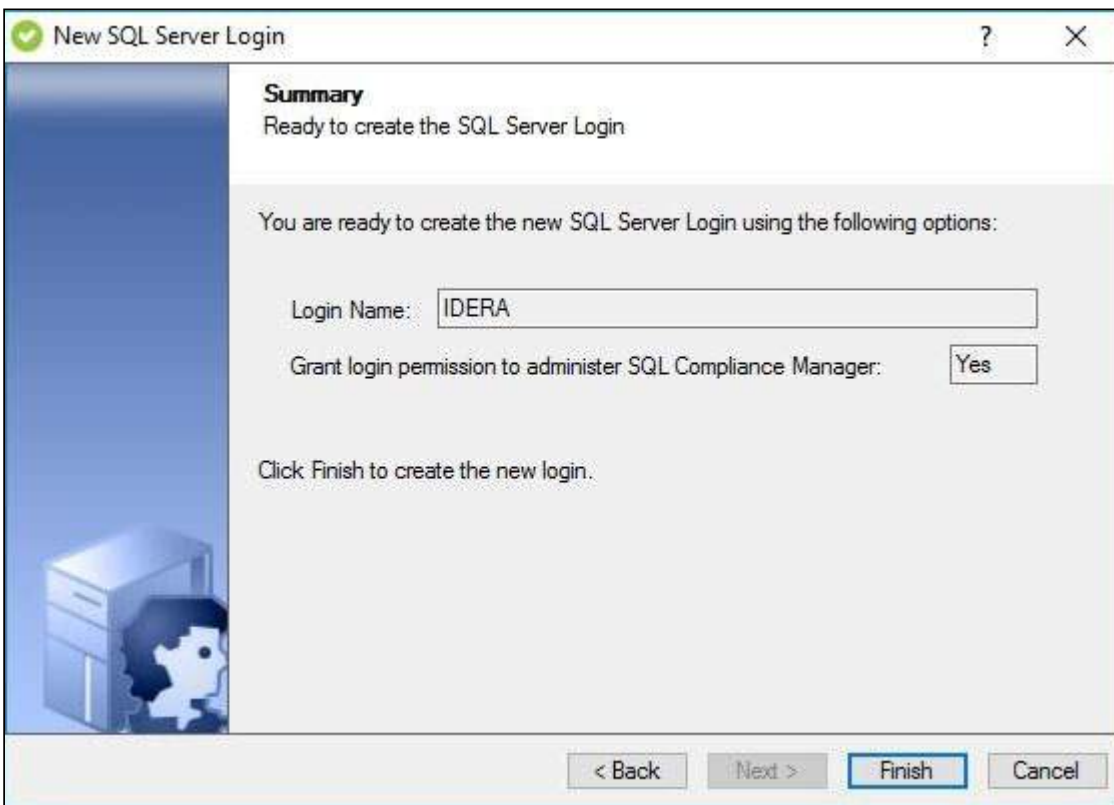 New SQL Server Login
?
Summary
Ready to create the SQL Server Login
You are ready to create the new SQL Server Login using the following options:
Login Name: IDERA
Grant login permission to administer SQL Compliance Manager: Yes
Click Finish to create the new login.
< Back Next > Finish Cancel